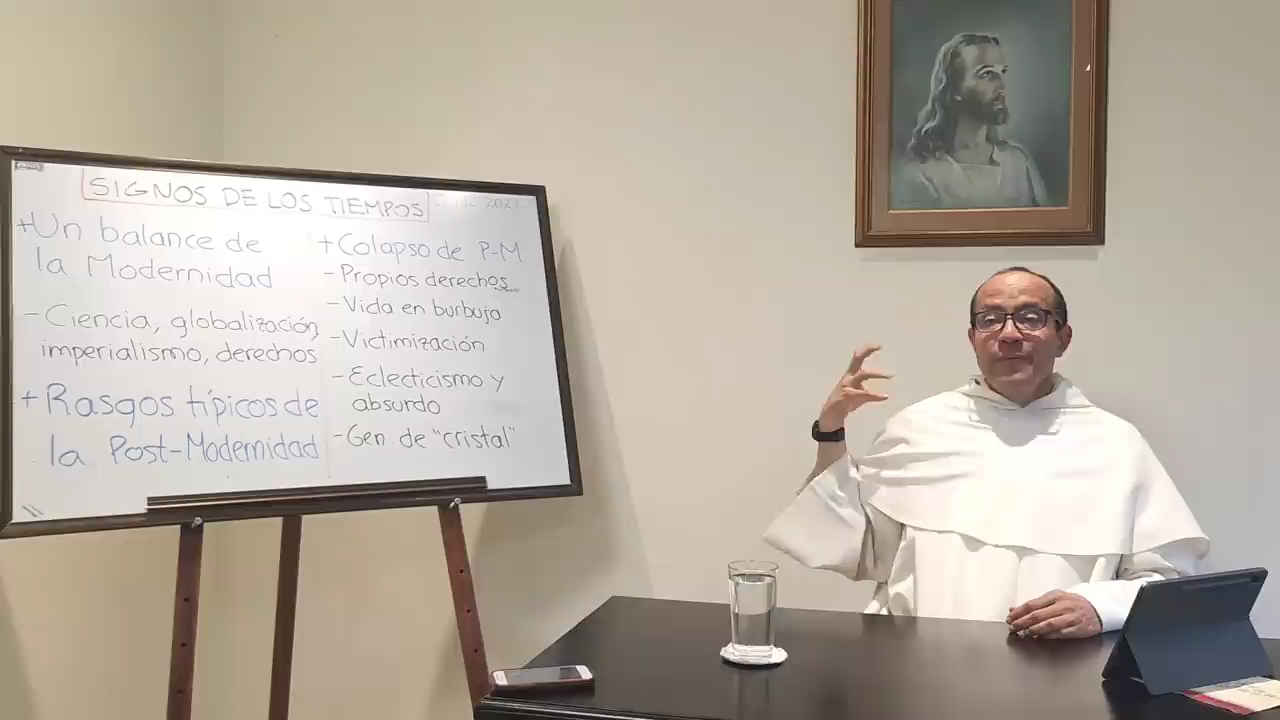 SIGNOS DE LOS TIEMPOS
+Un balance de
la Modernidad
- Ciencia, globalización,
imperialismo, derechos
+ Rasgos típicos de
la Post-Modernidad
+Colapso de P-M
- Propios derechos
- Vida en burbuja
- Victimización
- Eclecticismo y
absurdo
- Gen. de "cristal"